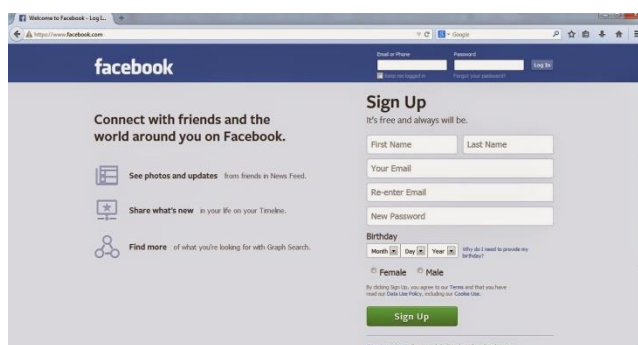 Welcome to Facebook - Log I...
https://www.facebook.com
Google
facebook
Email or Phone
Password
Log In
Keep me logged in
Forgot your password?
Connect with friends and the
world around you on Facebook.
See photos and updates from friends in News Feed.
Share what's new in your life on your Timeline.
Find more of what you're looking for with Graph Search.
Sign Up
It's free and always will be.
First Name
Last Name
Your Email
Re-enter Email
New Password
Birthday
Month Day Year
Why do I need to provide my
birthday?
Female Male
By clicking Sign Up, you agree to our Terms and that you have
read our Data Use Policy, including our Cookie Use.
Sign Up